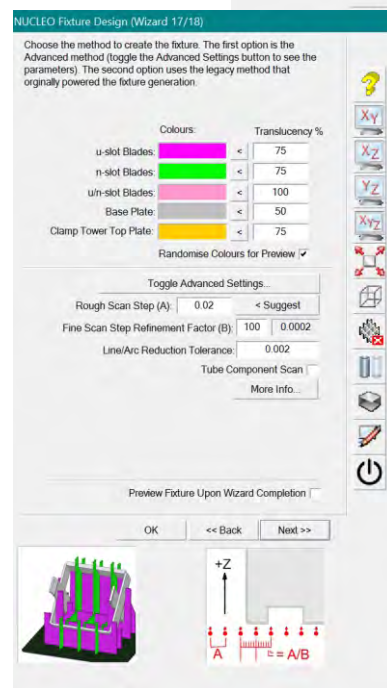 NUCLEO Fixture Design (Wizard 17/18)
Choose the method to create the fixture. The first option is the
Advanced method (toggle the Advanced Settings button to see the
parameters). The second option uses the legacy method that
orginally powered the fixture generation.
Colours: Translucency %
u-slot Blades: < 75
n-slot Blades: < 75
u/n-slot Blades: < 100
Base Plate: < 50
Clamp Tower Top Plate: < 75
Randomise Colours for Preview
Toggle Advanced Settings...
Rough Scan Step (A): 0.02 < Suggest
Fine Scan Step Refinement Factor (B): 100 0.0002
Line/Arc Reduction Tolerance: 0.002
Tube Component Scan
More Info...
Preview Fixture Upon Wizard Completion
OK << Back Next >>
?
XY
XZ
YZ
XYZ
+Z
A = A/B